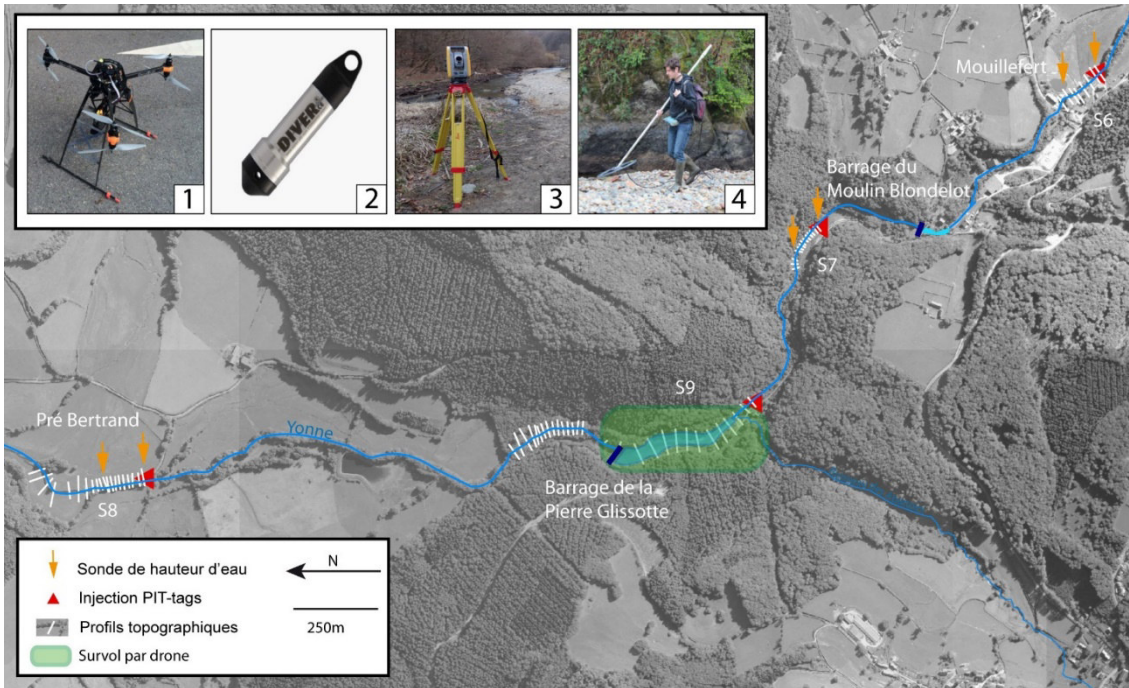 DIVER
1
2
3
4
Mouillefert
S6
Barrage du
Moulin Blondelot
S7
S9
Pré Bertrand
Yonne
S8
Barrage de la
Pierre Glissotte
Sonde de hauteur d'eau
Injection PIT-tags
Profils topographiques
Survol par drone
N
250m